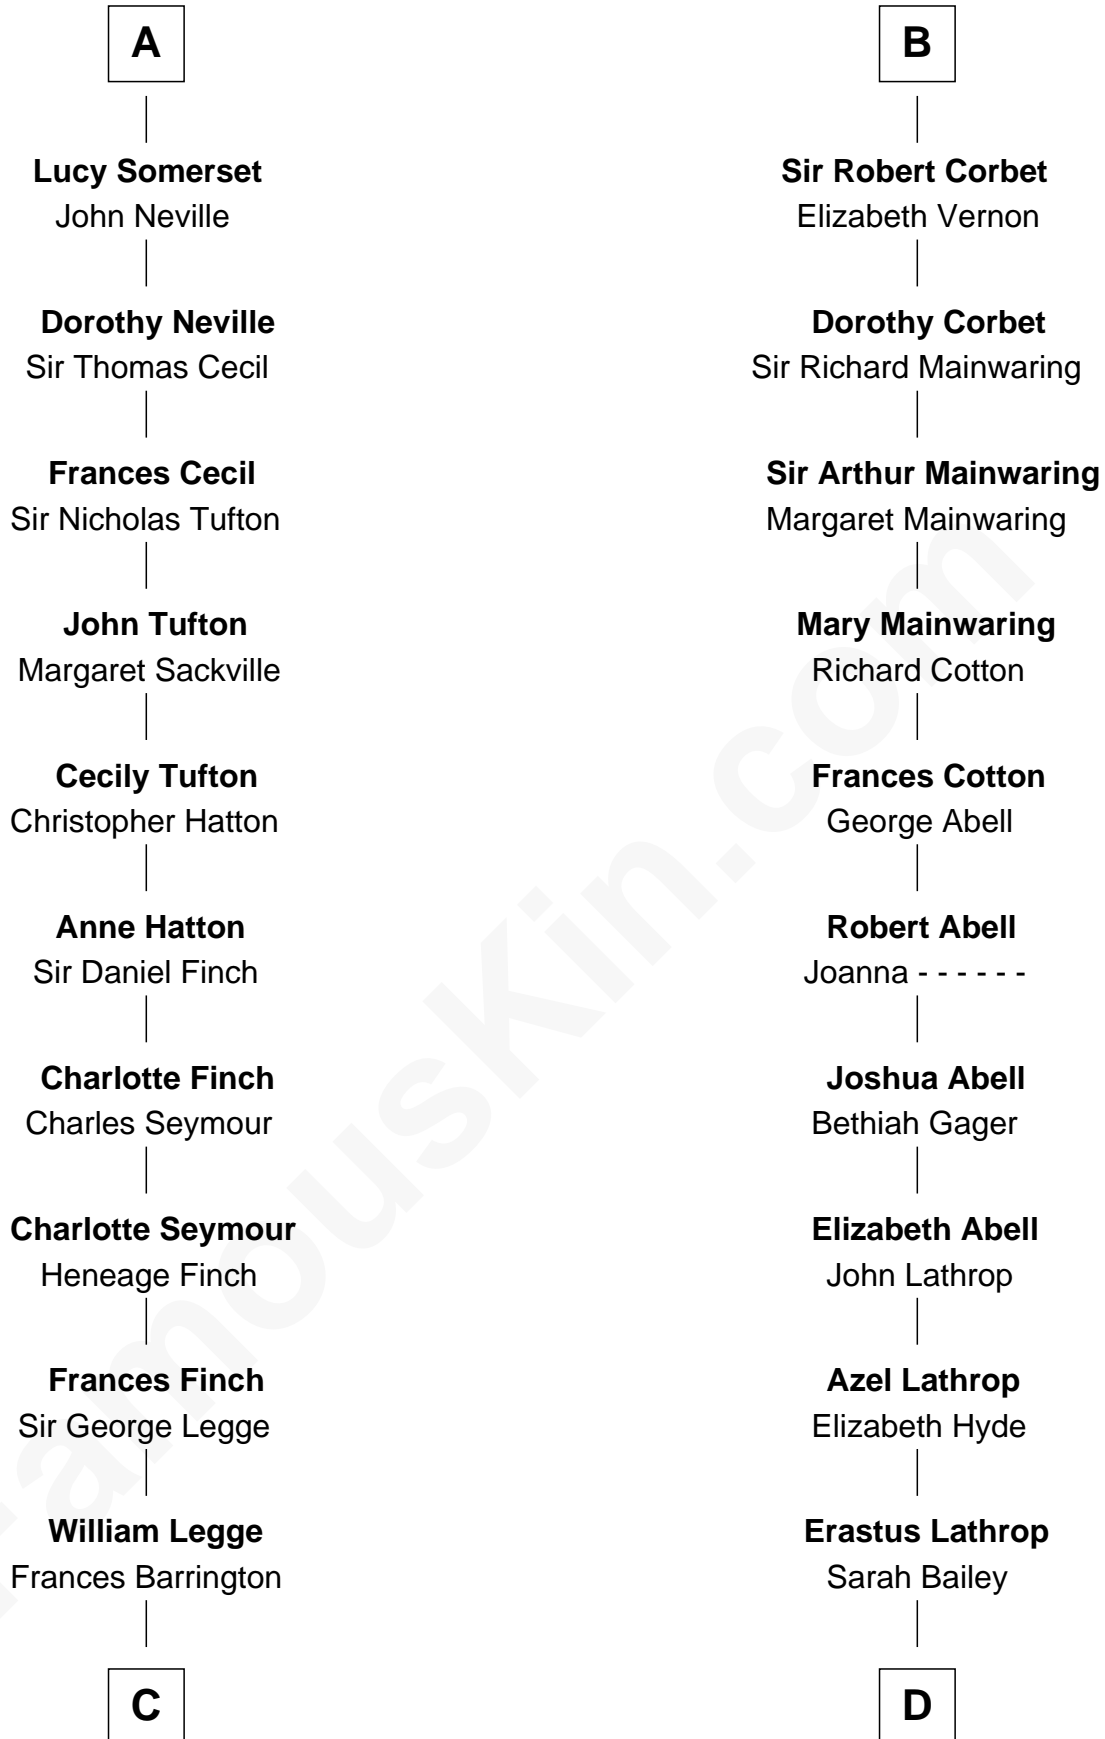 A
Lucy Somerset
John Neville
Dorothy Neville
Sir Thomas Cecil
Frances Cecil
Sir Nicholas Tufton
John Tufton
Margaret Sackville
Cecily Tufton
Christopher Hatton
Anne Hatton
Sir Daniel Finch
Charlotte Finch
Charles Seymour
Charlotte Seymour
Heneage Finch
Frances Finch
Sir George Legge
William Legge
Frances Barrington
C
B
Sir Robert Corbet
Elizabeth Vernon
Dorothy Corbet
Sir Richard Mainwaring
Sir Arthur Mainwaring
Margaret Mainwaring
Mary Mainwaring
Richard Cotton
Frances Cotton
George Abell
Robert Abell
Joanna - - - - - -
Joshua Abell
Bethiah Gager
Elizabeth Abell
John Lathrop
Azel Lathrop
Elizabeth Hyde
Erastus Lathrop
Sarah Bailey
D
FamousKin.com